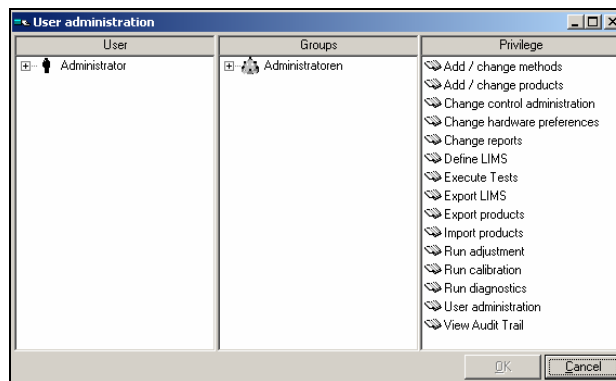 User administration
User
Groups
Privilege
Administrator
Administratoren
Add / change methods
Add / change products
Change control administration
Change hardware preferences
Change reports
Define LIMS
Execute Tests
Export LIMS
Export products
Import products
Run adjustment
Run calibration
Run diagnostics
User administration
View Audit Trail
OK
Cancel